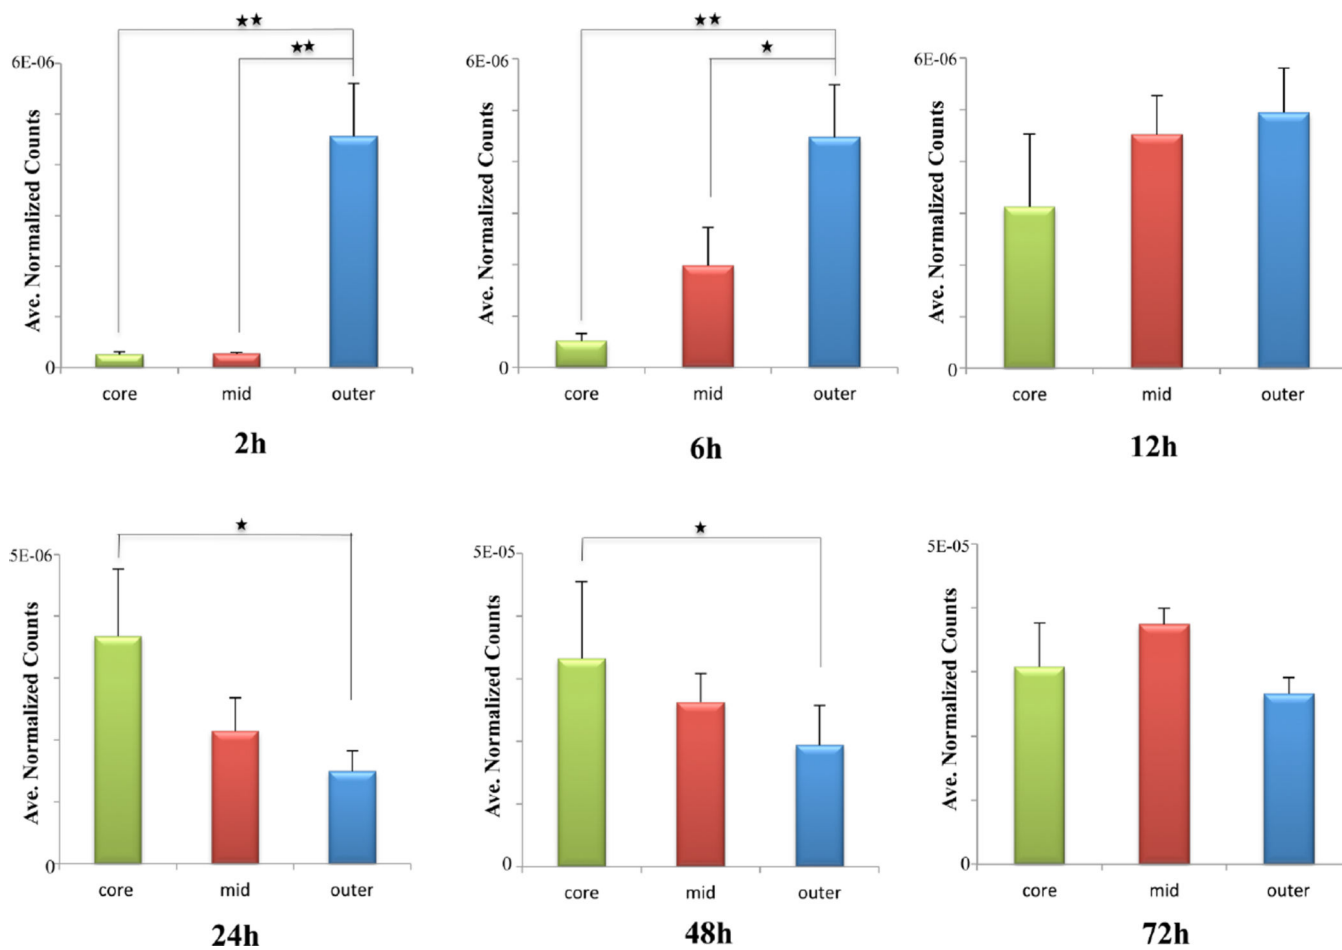 ★★
★★
6E-06
Ave. Normalized Counts
0
core mid outer
2h
★★
★
6E-06
Ave. Normalized Counts
0
core mid outer
6h
6E-06
Ave. Normalized Counts
0
core mid outer
12h
★
5E-06
Ave. Normalized Counts
0
core mid outer
24h
★
5E-05
Ave. Normalized Counts
0
core mid outer
48h
5E-05
Ave. Normalized Counts
0
core mid outer
72h